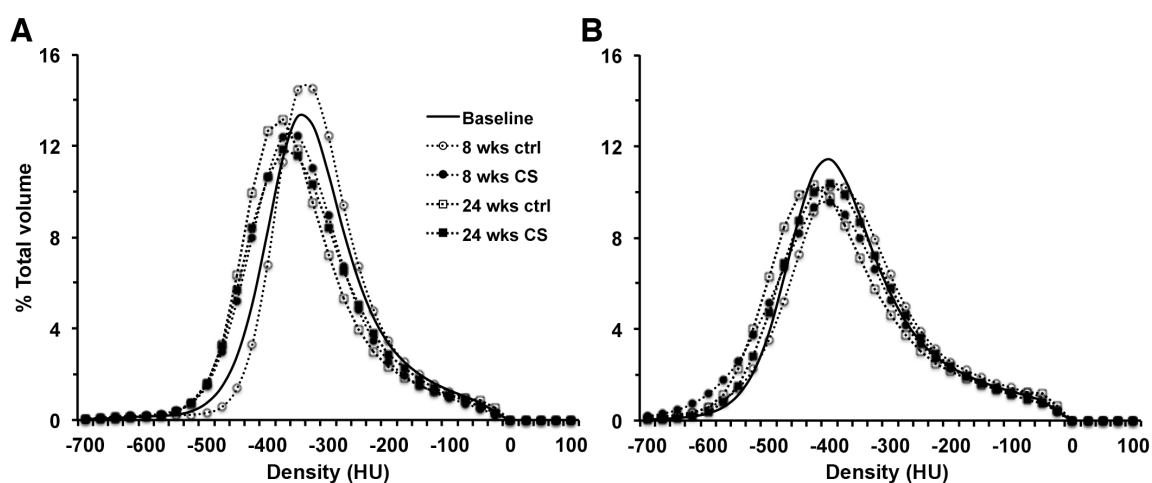 A
B
16
12
8
4
0
% Total volume
-700 -600 -500 -400 -300 -200 -100 0 100
Density (HU)
Baseline
8 wks ctrl
8 wks CS
24 wks ctrl
24 wks CS
16
12
8
4
0
-700 -600 -500 -400 -300 -200 -100 0 100
Density (HU)